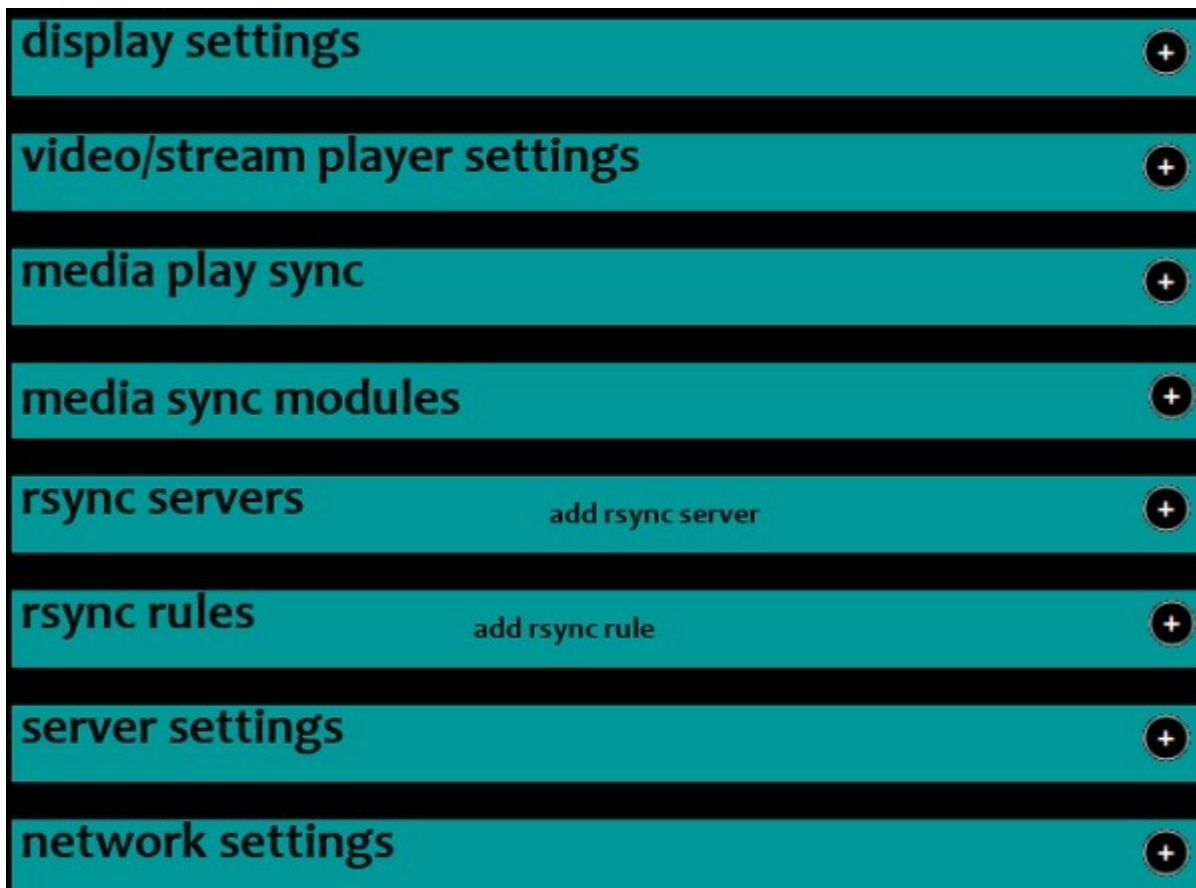 display settings +
video/stream player settings +
media play sync +
media sync modules +
rsync servers add rsync server +
rsync rules add rsync rule +
server settings +
network settings +